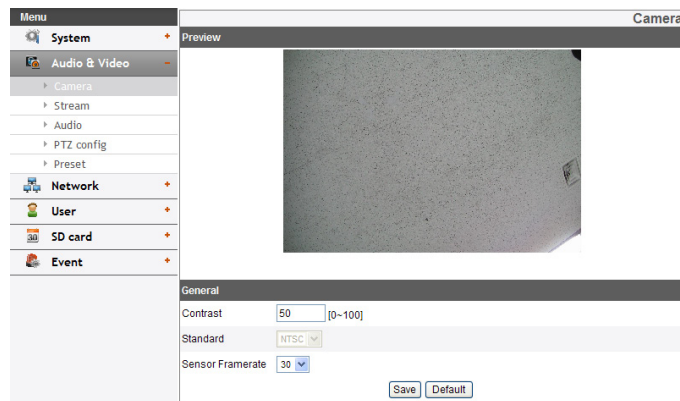 Menu
Camera
System +
Preview
Audio & Video -
Camera
Stream
Audio
PTZ config
Preset
Network +
User +
SD card +
Event +
General
Contrast 50 [0~100]
Standard NTSC
Sensor Framerate 30
Save Default